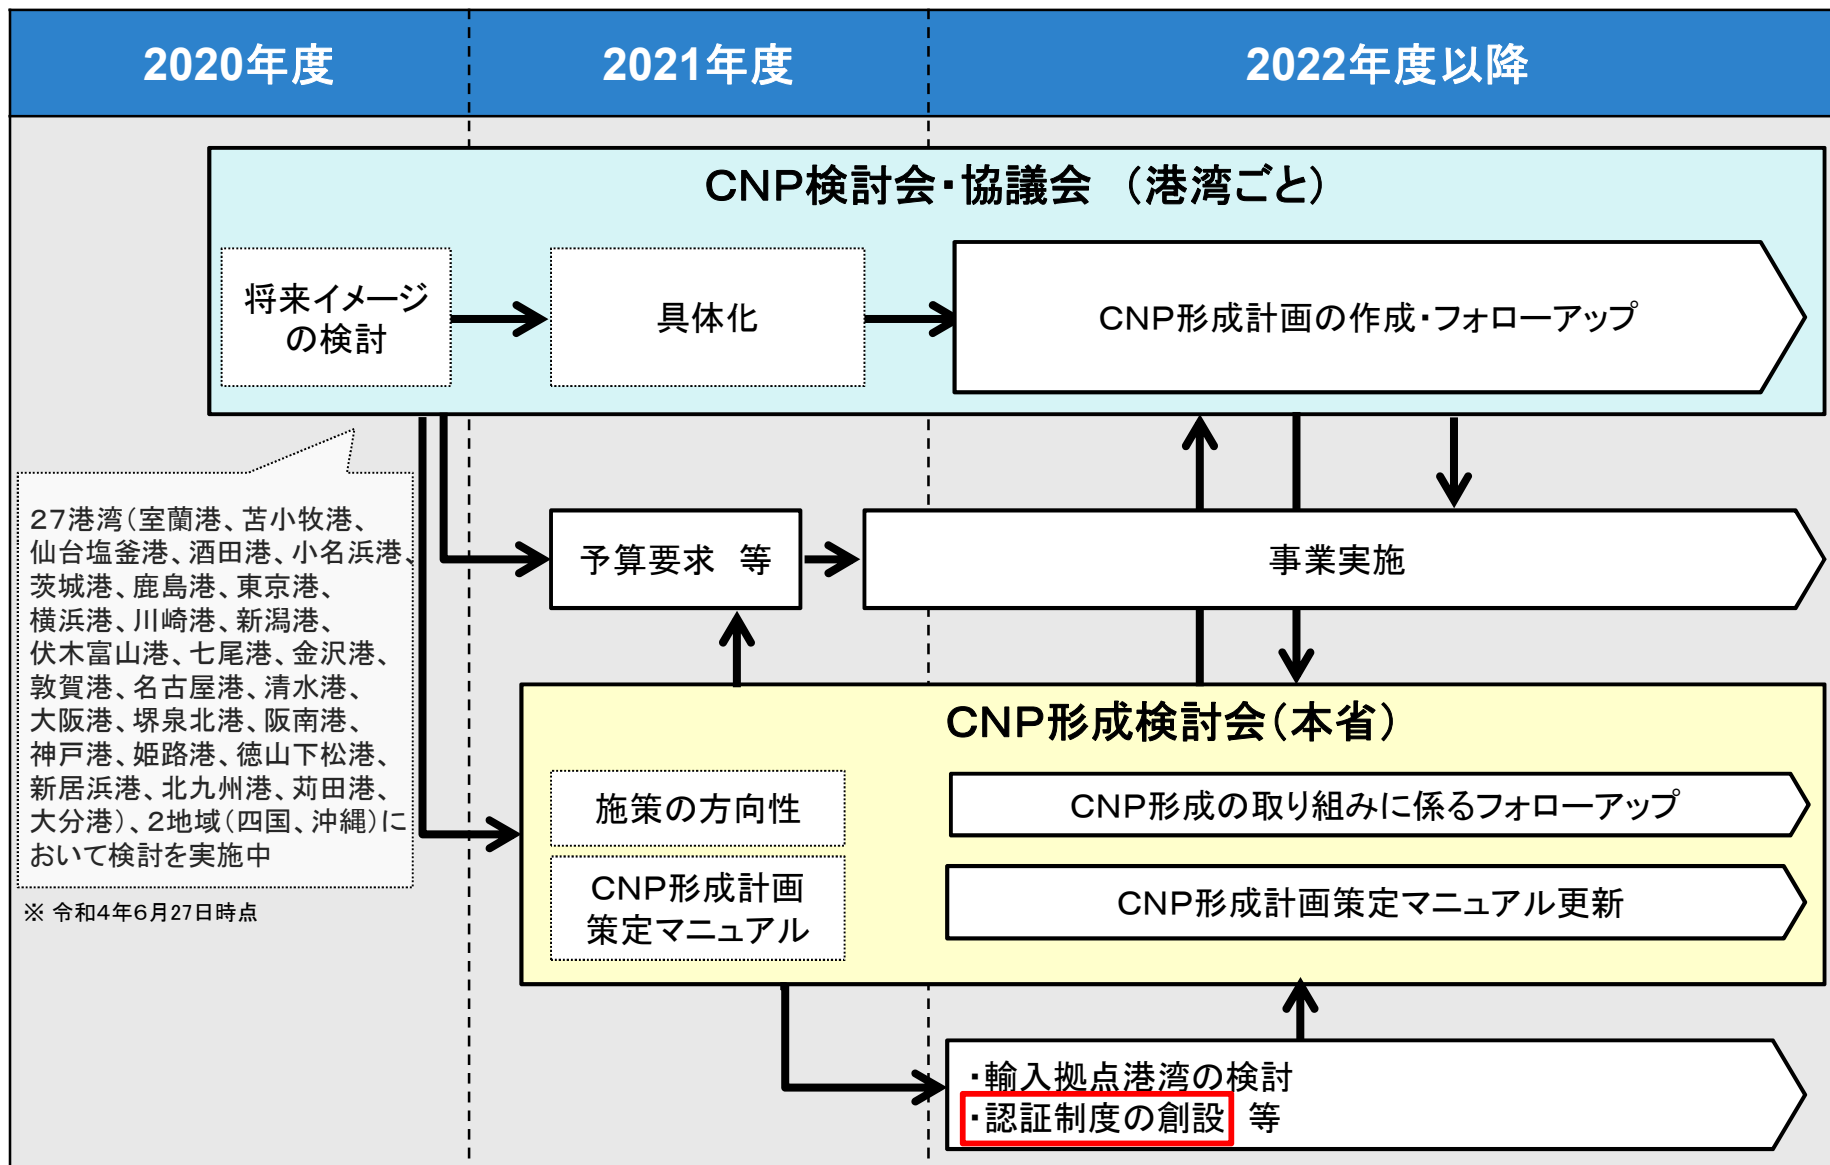 2020年度
2021年度
2022年度以降
CNP検討会・協議会　（港湾ごと）
将来イメージ
の検討
具体化
CNP形成計画の作成・フォローアップ
27港湾（室蘭港、苫小牧港、
仙台塩釜港、酒田港、小名浜港、
茨城港、鹿島港、東京港、
横浜港、川崎港、新潟港、
伏木富山港、七尾港、金沢港、
敦賀港、名古屋港、清水港、
大阪港、堺泉北港、阪南港、
神戸港、姫路港、徳山下松港、
新居浜港、北九州港、苅田港、
大分港）、2地域（四国、沖縄）に
おいて検討を実施中
※ 令和4年6月27日時点
予算要求　等
事業実施
CNP形成検討会（本省）
施策の方向性
CNP形成計画
策定マニュアル
CNP形成の取り組みに係るフォローアップ
CNP形成計画策定マニュアル更新
・輸入拠点港湾の検討
・認証制度の創設　等